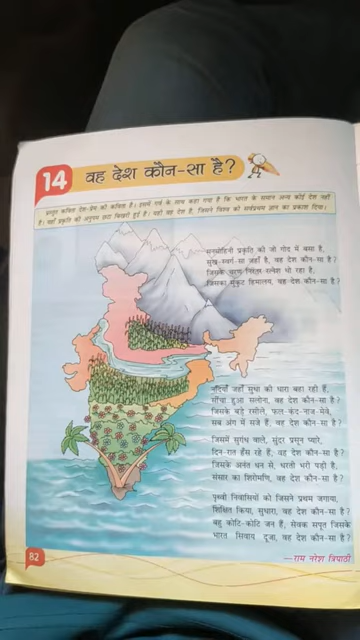 14
वह देश कौन-सा है?
प्रस्तुत कविता देश-प्रेम की कविता है। इसमें गर्व के साथ कहा गया है कि भारत के समान अन्य कोई देश नहीं
है। यहाँ प्रकृति की अनुपम छटा बिखरी हुई है। यही वह देश है, जिसने विश्व को सर्वप्रथम ज्ञान का प्रकाश दिया।
मनमोहिनी प्रकृति की जो गोद में बसा है,
सुख-स्वर्ग-सा जहाँ है, वह देश कौन-सा है?
जिसके चरण निरंतर रत्नेश धो रहा है,
जिसका मुकुट हिमालय, वह देश कौन-सा है?
नदियाँ जहाँ सुधा की धारा बहा रही हैं,
सींचा हुआ सलोना, वह देश कौन-सा है?
जिसके बड़े रसीले, फल-कंद-नाज-मेवे,
सब अंग में सजे हैं, वह देश कौन-सा है?
जिसमें सुगंध वाले, सुंदर प्रसून प्यारे,
दिन-रात हँस रहे हैं, वह देश कौन-सा है?
जिसके अनंत धन से, धरती भरी पड़ी है,
संसार का शिरोमणि, वह देश कौन-सा है?
पृथ्वी निवासियों को जिसने प्रथम जगाया,
शिक्षित किया, सुधारा, वह देश कौन-सा है?
बहु कोटि-कोटि जन हैं, सेवक सपूत जिसके
भारत सिवाय दूजा, वह देश कौन-सा है?
—राम नरेश त्रिपाठी
82